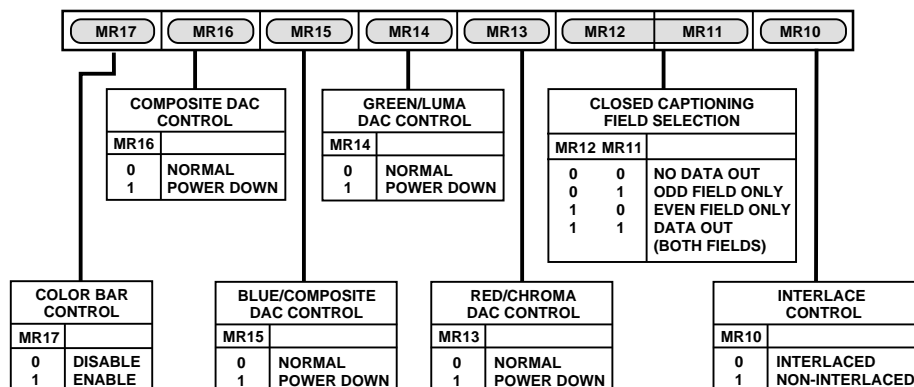 MR17 MR16 MR15 MR14 MR13 MR12 MR11 MR10
COMPOSITE DAC
CONTROL
MR16
0 NORMAL
1 POWER DOWN
GREEN/LUMA
DAC CONTROL
MR14
0 NORMAL
1 POWER DOWN
CLOSED CAPTIONING
FIELD SELECTION
MR12 MR11
0 0 NO DATA OUT
0 1 ODD FIELD ONLY
1 0 EVEN FIELD ONLY
1 1 DATA OUT
(BOTH FIELDS)
COLOR BAR
CONTROL
MR17
0 DISABLE
1 ENABLE
BLUE/COMPOSITE
DAC CONTROL
MR15
0 NORMAL
1 POWER DOWN
RED/CHROMA
DAC CONTROL
MR13
0 NORMAL
1 POWER DOWN
INTERLACE
CONTROL
MR10
0 INTERLACED
1 NON-INTERLACED